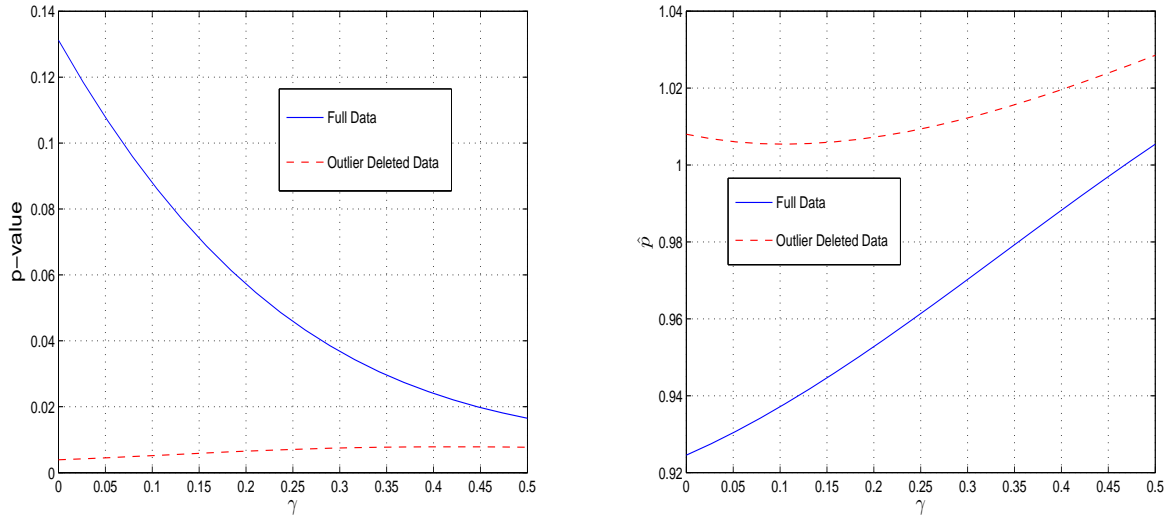 0.14
0.12
0.1
0.08
0.06
0.04
0.02
0
p-value
Full Data
Outlier Deleted Data
0 0.05 0.1 0.15 0.2 0.25 0.3 0.35 0.4 0.45 0.5
γ
1.04
1.02
1
0.98
0.96
0.94
0.92
p̂
Full Data
Outlier Deleted Data
0 0.05 0.1 0.15 0.2 0.25 0.3 0.35 0.4 0.45 0.5
γ